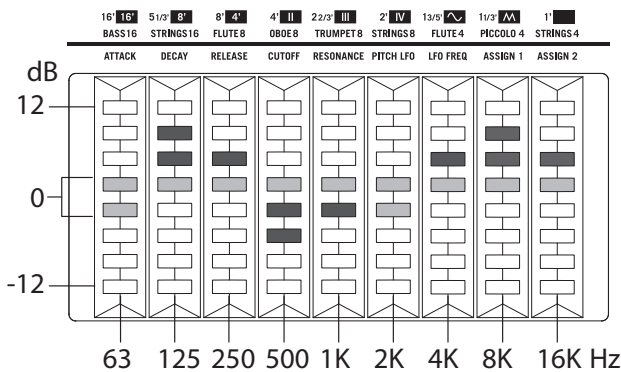 16' 16' 5 1/3' 8' 8' 4' 4' II 2 2/3' III 2' IV 1 3/5' 1 1/3' 1'
BASS16 STRINGS16 FLUTE8 OBOE8 TRUMPET8 STRINGS8 FLUTE4 PICCOLO 4 STRINGS4
ATTACK DECAY RELEASE CUTOFF RESONANCE PITCH LFO LFO FREQ ASSIGN 1 ASSIGN 2
dB
12
0
-12
63 125 250 500 1K 2K 4K 8K 16K Hz